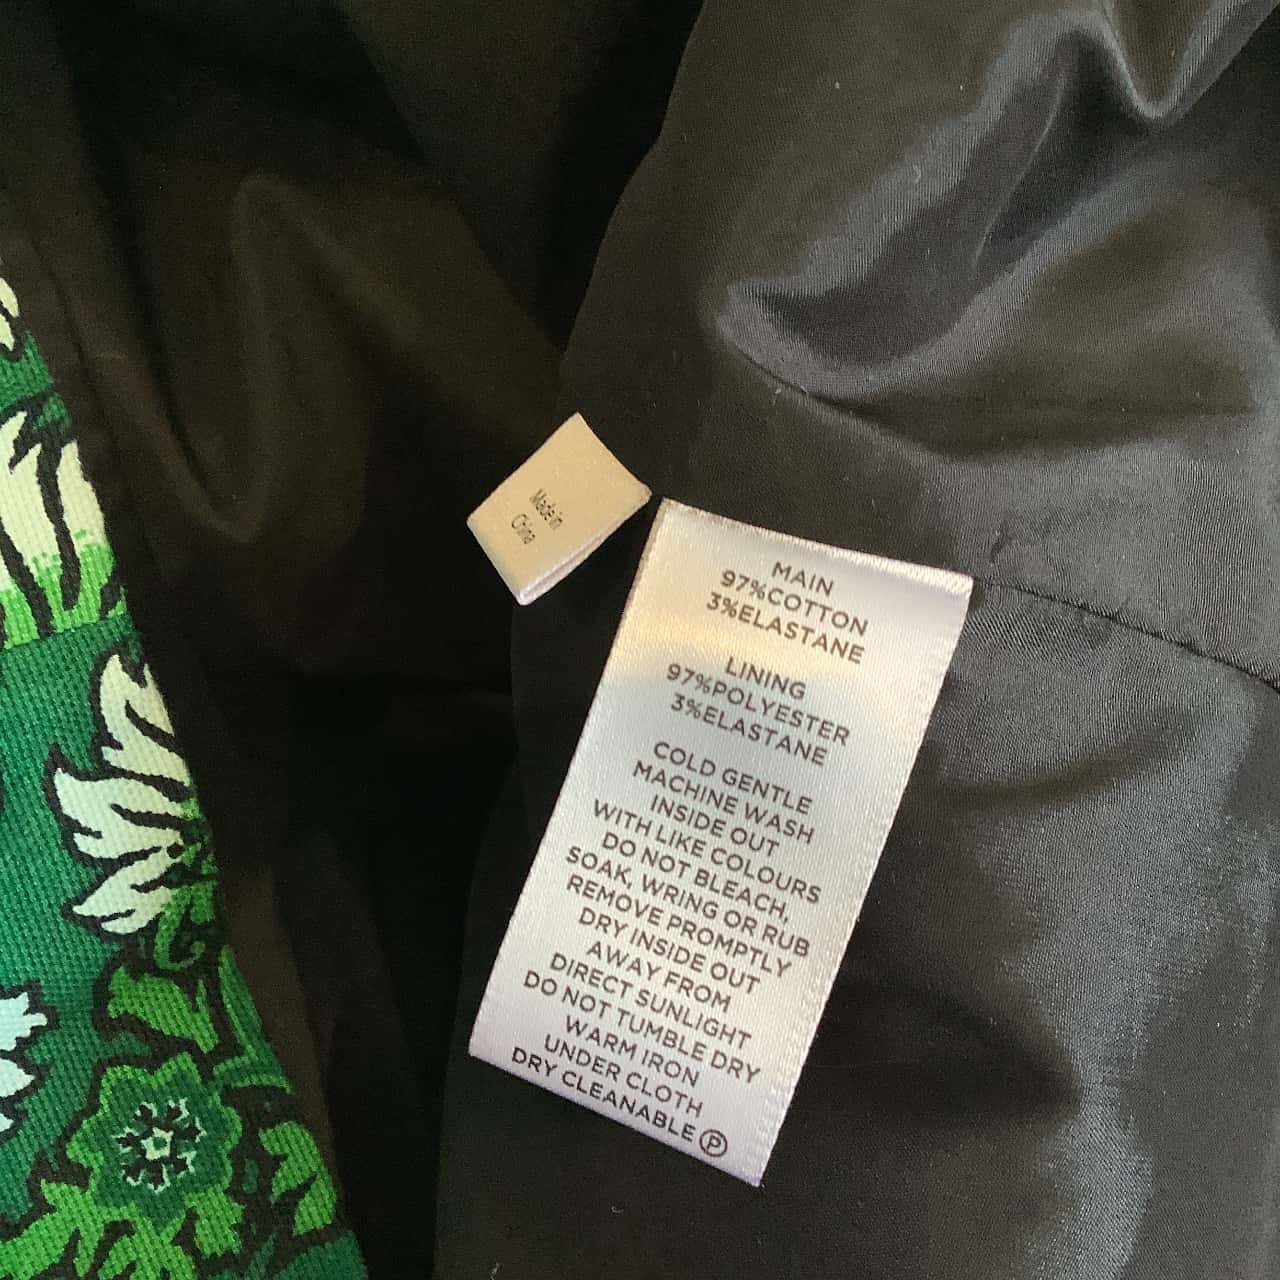 Made in
China
MAIN
97%COTTON
3%ELASTANE
LINING
97%POLYESTER
3%ELASTANE
COLD GENTLE
MACHINE WASH
INSIDE OUT
WITH LIKE COLOURS
DO NOT BLEACH,
SOAK, WRING OR RUB
REMOVE PROMPTLY
DRY INSIDE OUT
AWAY FROM
DIRECT SUNLIGHT
DO NOT TUMBLE DRY
WARM IRON
UNDER CLOTH
DRY CLEANABLE Ⓟ